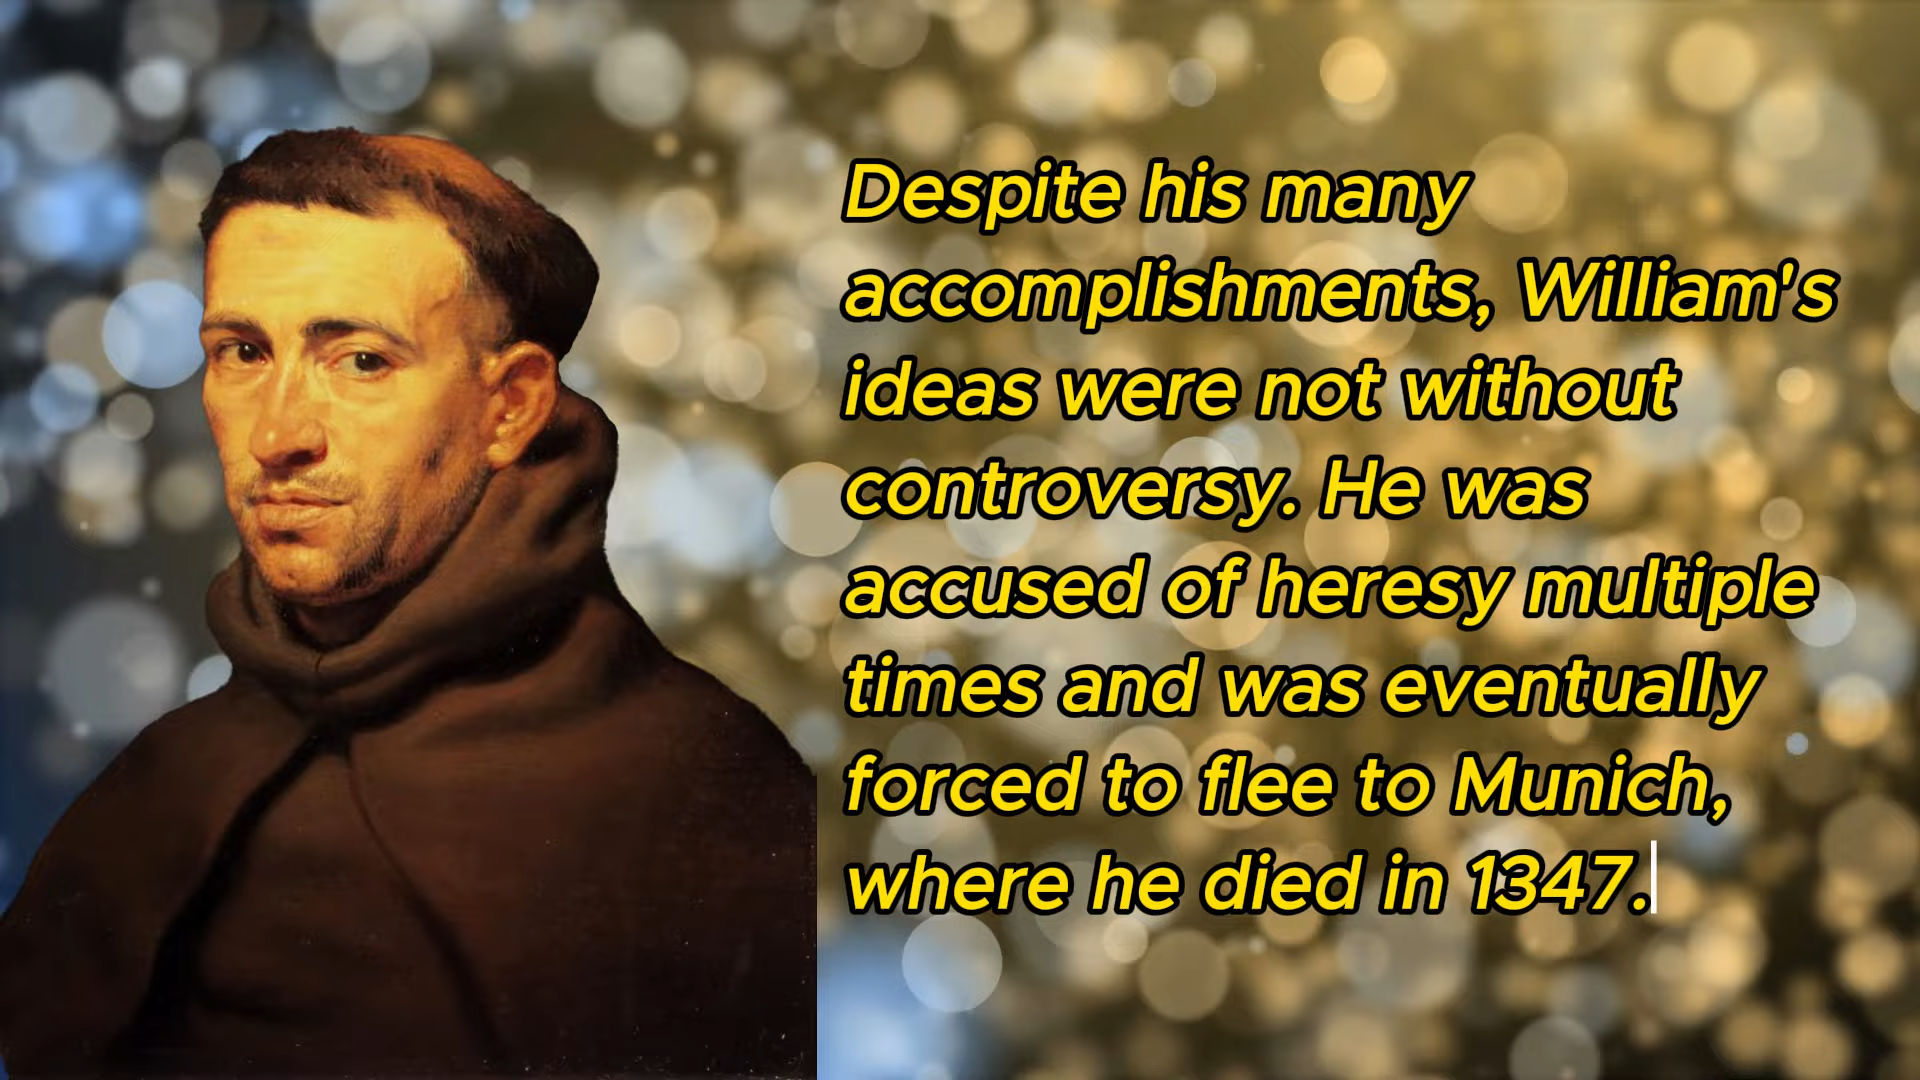 Despite his many
accomplishments, William's
ideas were not without
controversy. He was
accused of heresy multiple
times and was eventually
forced to flee to Munich,
where he died in 1347.